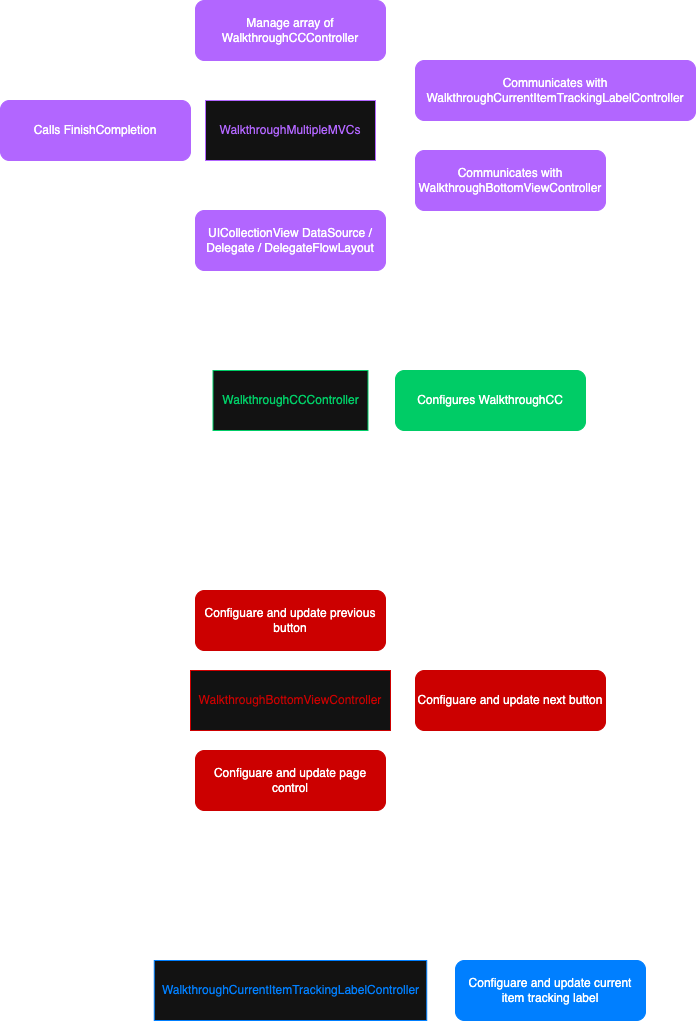 Manage array of
WalkthroughCCController
Communicates with
WalkthroughCurrentItemTrackingLabelController
Calls FinishCompletion
WalkthroughMultipleMVCs
Communicates with
WalkthroughBottomViewController
UICollectionView DataSource /
Delegate / DelegateFlowLayout
WalkthroughCCController
Configures WalkthroughCC
Configuare and update previous
button
WalkthroughBottomViewController
Configuare and update next button
Configuare and update page
control
WalkthroughCurrentItemTrackingLabelController
Configuare and update current
item tracking label